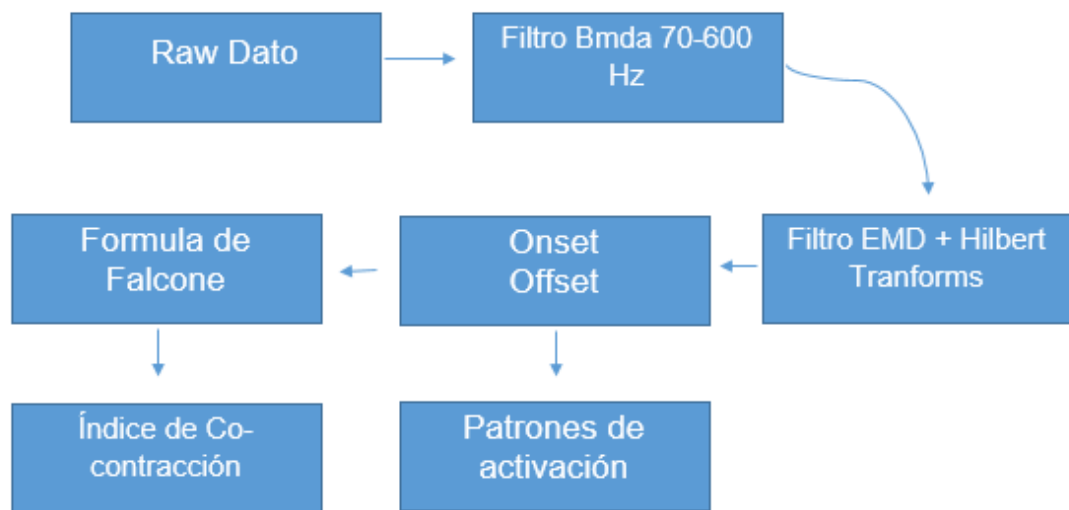 Raw Dato
Filtro Bmda 70-600
Hz
Formula de
Falcone
Onset
Offset
Filtro EMD + Hilbert
Tranforms
Índice de Co-
contracción
Patrones de
activación